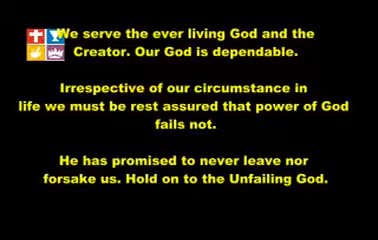 We serve the ever living God and the
Creator. Our God is dependable.
Irrespective of our circumstance in
life we must be rest assured that power of God
fails not.
He has promised to never leave nor
forsake us. Hold on to the Unfailing God.